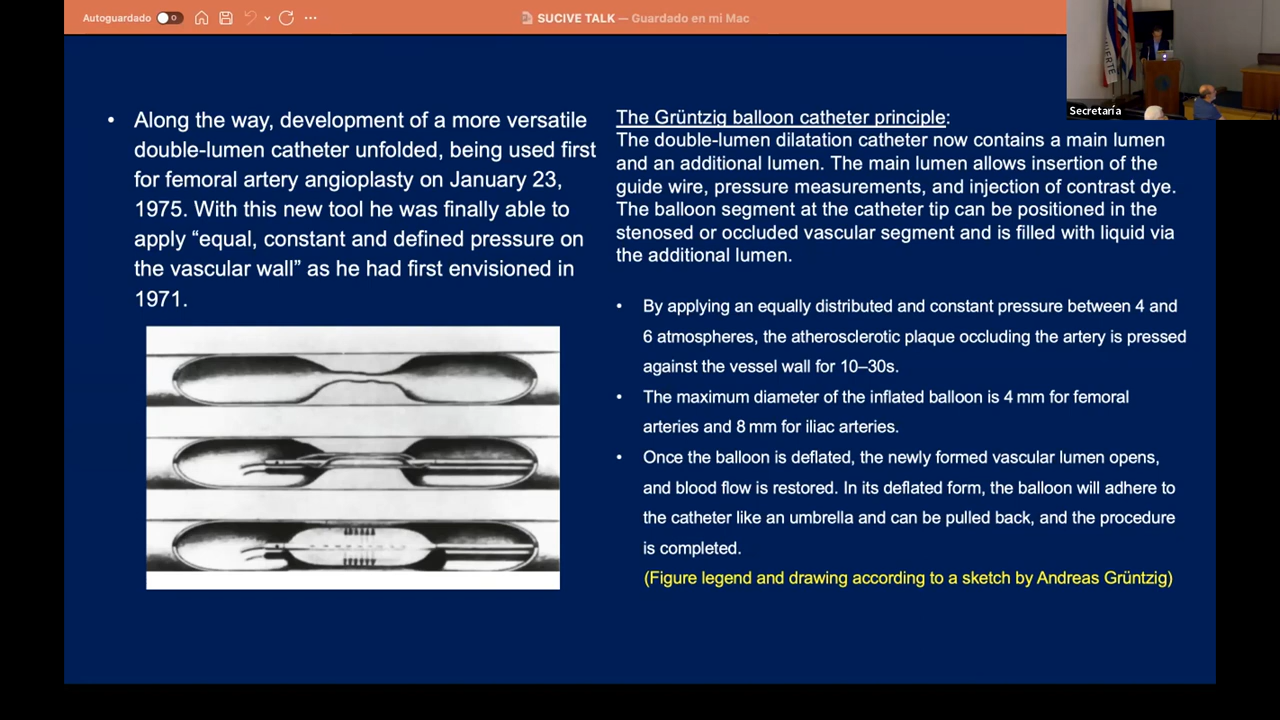 Autoguardado
SUCIVE TALK — Guardado en mi Mac
UERTE
Secretaría
• Along the way, development of a more versatile
double-lumen catheter unfolded, being used first
for femoral artery angioplasty on January 23,
1975. With this new tool he was finally able to
apply “equal, constant and defined pressure on
the vascular wall” as he had first envisioned in
1971.
The Grüntzig balloon catheter principle:
The double-lumen dilatation catheter now contains a main lumen
and an additional lumen. The main lumen allows insertion of the
guide wire, pressure measurements, and injection of contrast dye.
The balloon segment at the catheter tip can be positioned in the
stenosed or occluded vascular segment and is filled with liquid via
the additional lumen.
• By applying an equally distributed and constant pressure between 4 and
6 atmospheres, the atherosclerotic plaque occluding the artery is pressed
against the vessel wall for 10–30s.
• The maximum diameter of the inflated balloon is 4 mm for femoral
arteries and 8 mm for iliac arteries.
• Once the balloon is deflated, the newly formed vascular lumen opens,
and blood flow is restored. In its deflated form, the balloon will adhere to
the catheter like an umbrella and can be pulled back, and the procedure
is completed.
(Figure legend and drawing according to a sketch by Andreas Grüntzig)